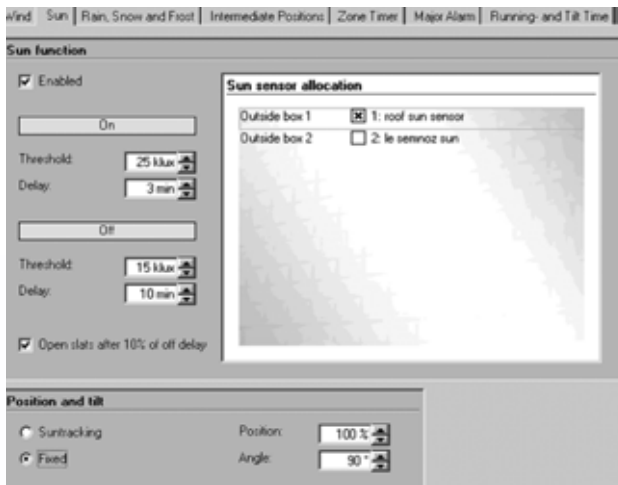 Wind Sun Rain, Snow and Frost Intermediate Positions Zone Timer Major Alarm Running- and Tilt Time
Sun function
Enabled
On
Threshold: 25 klux
Delay: 3 min
Off
Threshold: 15 klux
Delay: 10 min
Open slats after 10% of off delay
Sun sensor allocation
Outside box 1 1: roof sun sensor
Outside box 2 2: le semnoz sun
Position and tilt
Suntracking
Fixed
Position: 100 %
Angle: 90 °